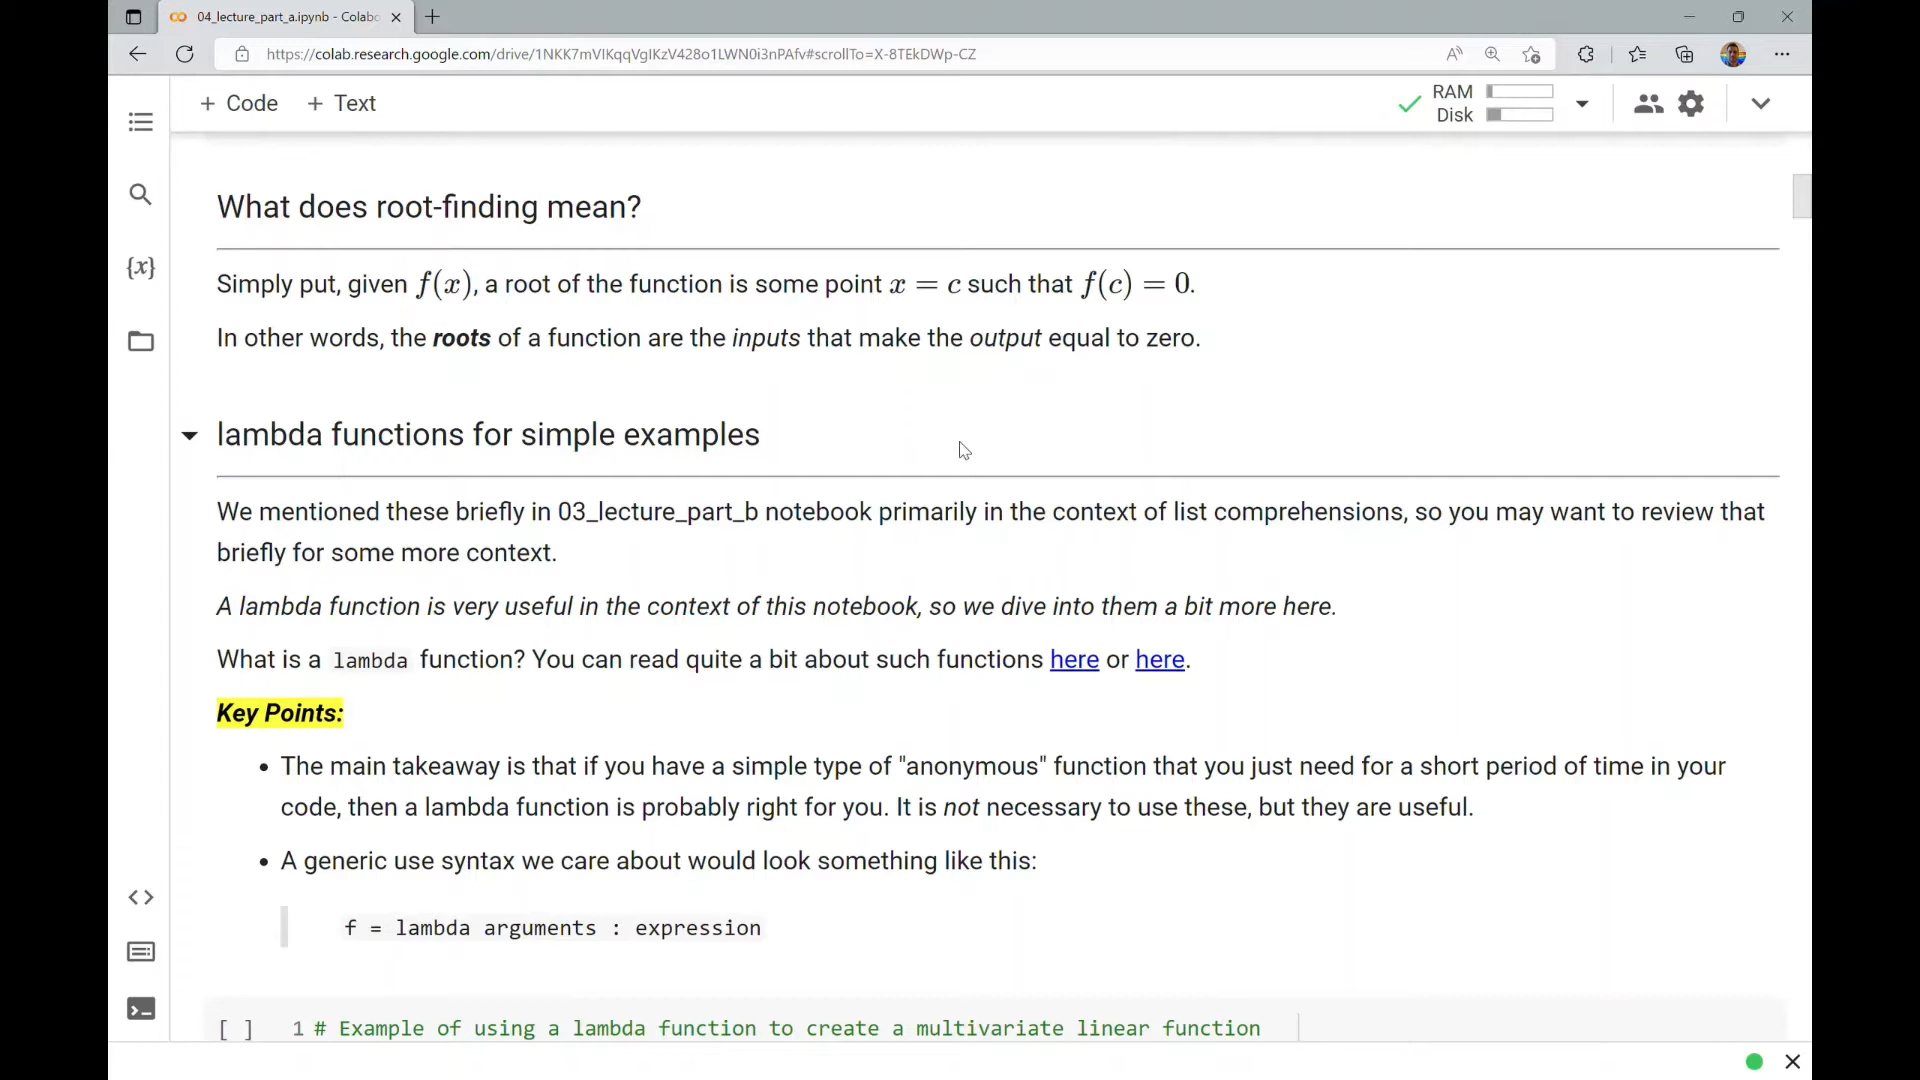 04_lecture_part_a.ipynb - Colabo
https://colab.research.google.com/drive/1NKK7mVIKqqVgIKzV428o1LWN0i3nPAfv#scrollTo=X-8TEkDWp-CZ
+ Code + Text
RAM
Disk
What does root-finding mean?
Simply put, given f(x), a root of the function is some point x = c such that f(c) = 0.
In other words, the roots of a function are the inputs that make the output equal to zero.
lambda functions for simple examples
We mentioned these briefly in 03_lecture_part_b notebook primarily in the context of list comprehensions, so you may want to review that
briefly for some more context.
A lambda function is very useful in the context of this notebook, so we dive into them a bit more here.
What is a lambda function? You can read quite a bit about such functions here or here.
Key Points:
• The main takeaway is that if you have a simple type of "anonymous" function that you just need for a short period of time in your
code, then a lambda function is probably right for you. It is not necessary to use these, but they are useful.
• A generic use syntax we care about would look something like this:
f = lambda arguments : expression
[ ] 1 # Example of using a lambda function to create a multivariate linear function